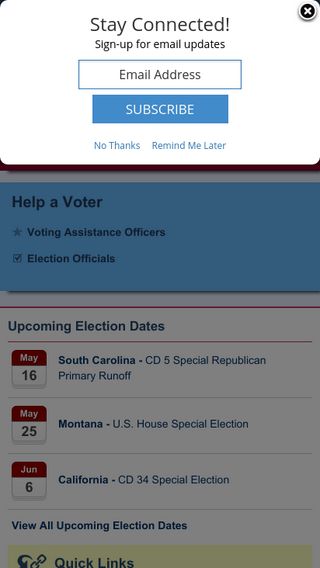 Stay Connected!
Sign-up for email updates
Email Address
SUBSCRIBE
No Thanks Remind Me Later
Help a Voter
Voting Assistance Officers
Election Officials
Upcoming Election Dates
May
16
South Carolina - CD 5 Special Republican
Primary Runoff
May
25
Montana - U.S. House Special Election
Jun
6
California - CD 34 Special Election
View All Upcoming Election Dates
Quick Links